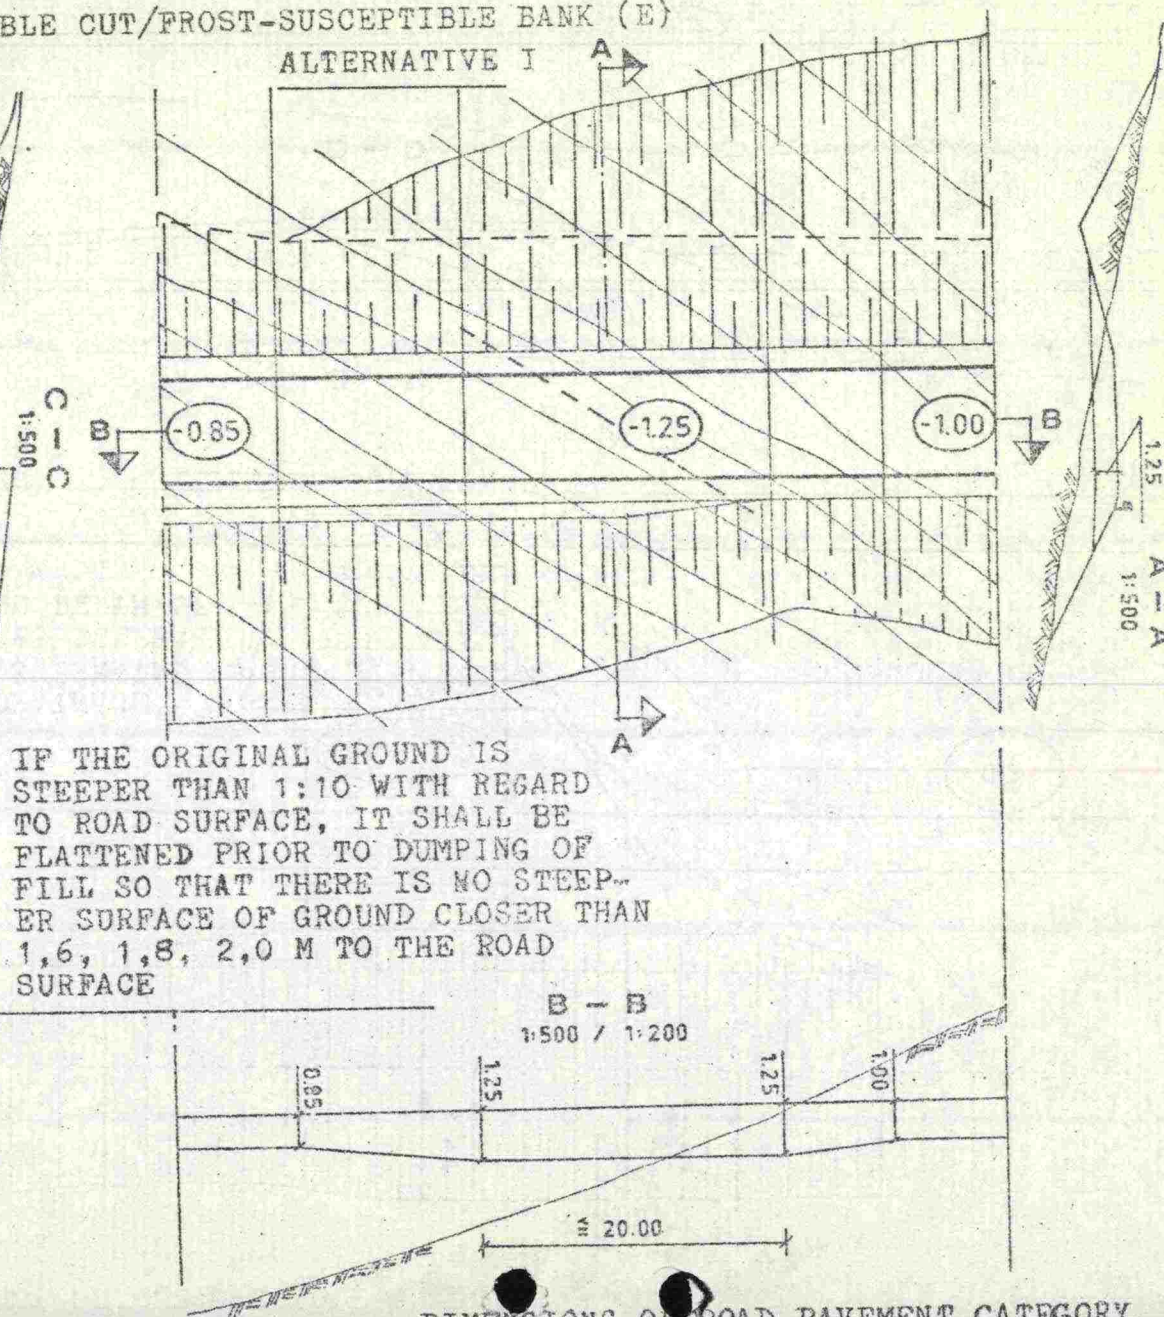 BLE CUT/FROST-SUSCEPTIBLE BANK (E)
ALTERNATIVE I
A
C - C
1:500
B
-0.85
-1.25
-1.00
B
1.25
A - A
1:500
A
IF THE ORIGINAL GROUND IS
STEEPER THAN 1:10 WITH REGARD
TO ROAD SURFACE, IT SHALL BE
FLATTENED PRIOR TO DUMPING OF
FILL SO THAT THERE IS NO STEEP-
ER SURFACE OF GROUND CLOSER THAN
1,6, 1,8, 2,0 M TO THE ROAD
SURFACE
B - B
1:500 / 1:200
0.85
1.25
1.25
1.00
≧ 20.00
DIMENSIONS ROAD PAVEMENT CATEGORY